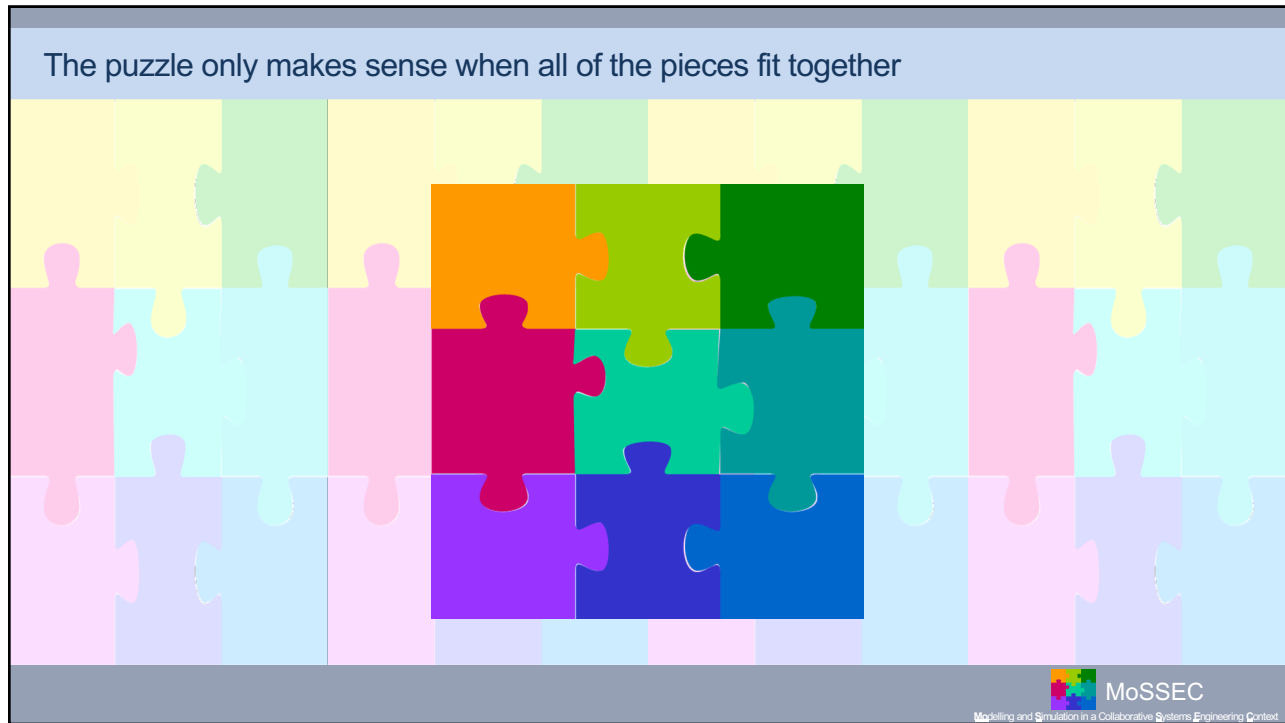 The puzzle only makes sense when all of the pieces fit together
MoSSEC
Modelling and Simulation in a Collaborative Systems Engineering Context